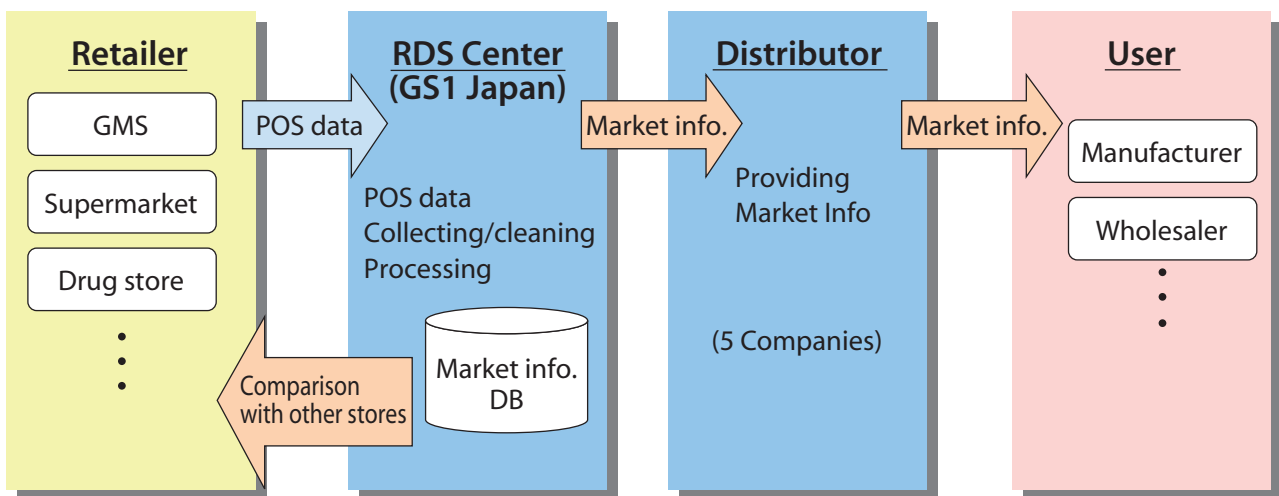 Retailer
GMS
Supermarket
Drug store
POS data
RDS Center
(GS1 Japan)
POS data
Collecting/cleaning
Processing
Market info.
DB
Comparison
with other stores
Market info.
Distributor
Providing
Market Info
(5 Companies)
Market info.
User
Manufacturer
Wholesaler